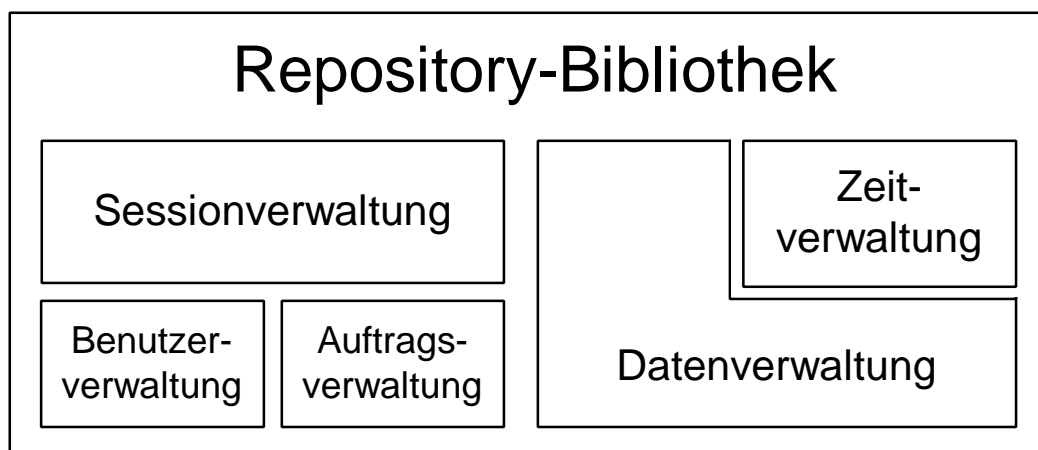 Repository-Bibliothek
Sessionverwaltung
Zeit-
verwaltung
Benutzer-
verwaltung
Auftrags-
verwaltung
Datenverwaltung